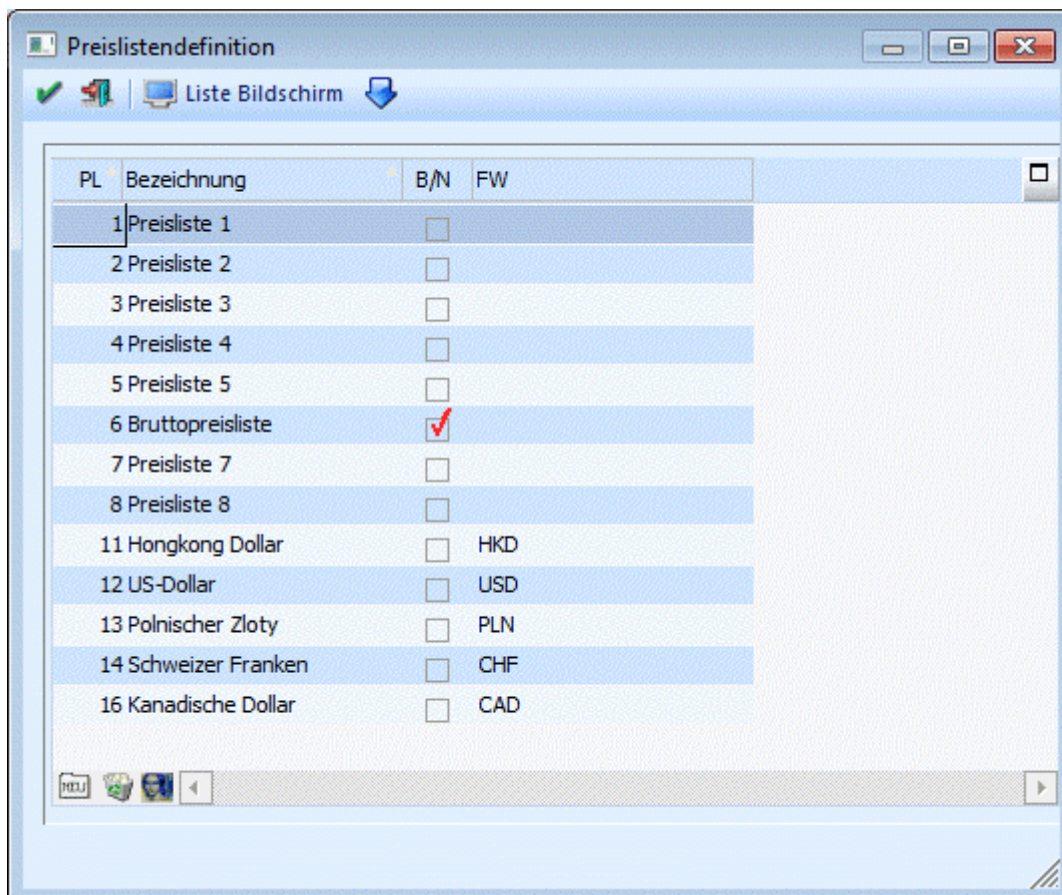 Preislistendefinition
Liste Bildschirm
PL Bezeichnung B/N FW
1 Preisliste 1
2 Preisliste 2
3 Preisliste 3
4 Preisliste 4
5 Preisliste 5
6 Bruttopreisliste
7 Preisliste 7
8 Preisliste 8
11 Hongkong Dollar HKD
12 US-Dollar USD
13 Polnischer Zloty PLN
14 Schweizer Franken CHF
16 Kanadische Dollar CAD
NEU